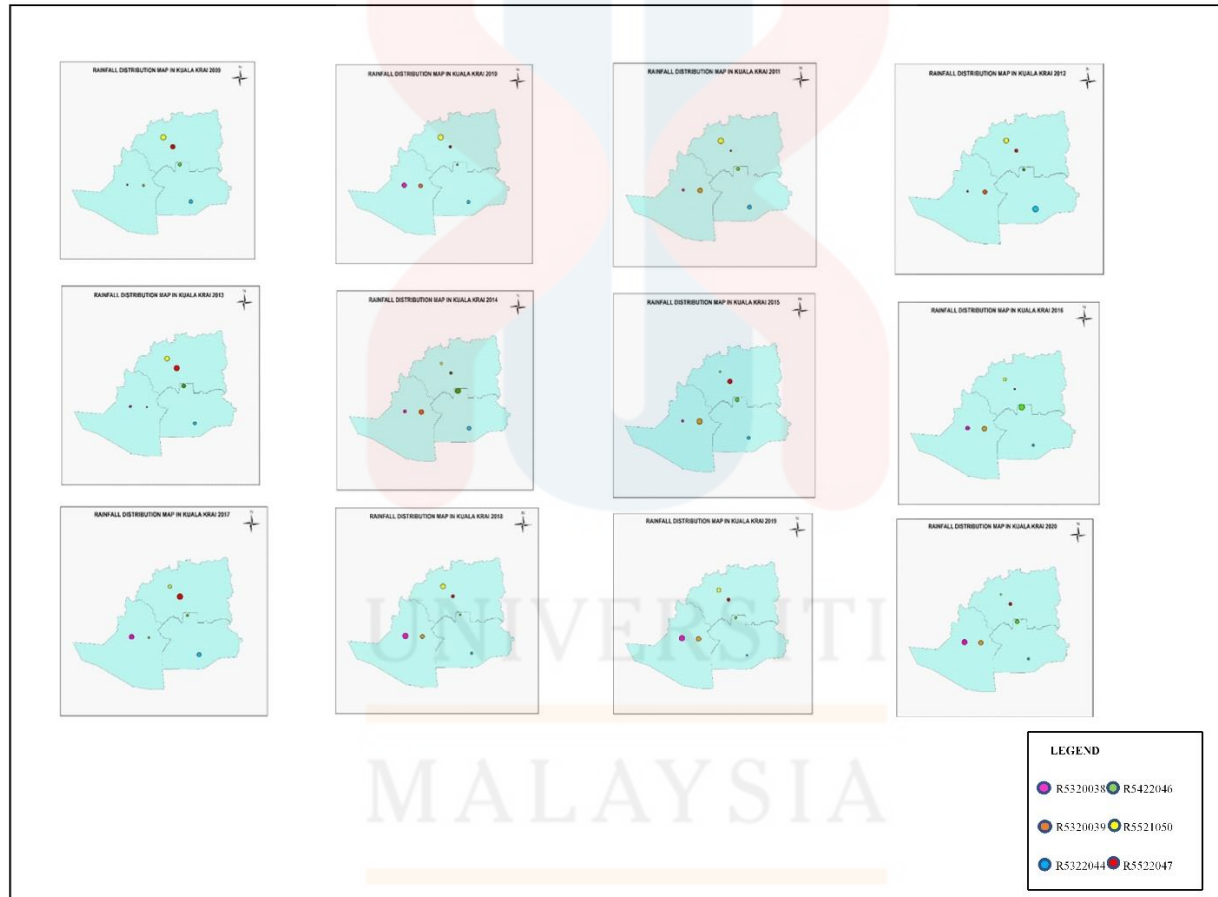 RAINFALL DISTRIBUTION MAP IN KUALA KRAI 2009
RAINFALL DISTRIBUTION MAP IN KUALA KRAI 2010
RAINFALL DISTRIBUTION MAP IN KUALA KRAI 2011
RAINFALL DISTRIBUTION MAP IN KUALA KRAI 2012
RAINFALL DISTRIBUTION MAP IN KUALA KRAI 2013
RAINFALL DISTRIBUTION MAP IN KUALA KRAI 2014
RAINFALL DISTRIBUTION MAP IN KUALA KRAI 2015
RAINFALL DISTRIBUTION MAP IN KUALA KRAI 2016
RAINFALL DISTRIBUTION MAP IN KUALA KRAI 2017
RAINFALL DISTRIBUTION MAP IN KUALA KRAI 2018
RAINFALL DISTRIBUTION MAP IN KUALA KRAI 2019
RAINFALL DISTRIBUTION MAP IN KUALA KRAI 2020
UNIVERSITI
MALAYSIA
LEGEND
R5320038 R5422046
R5320039 R5521050
R5322044 R5522047